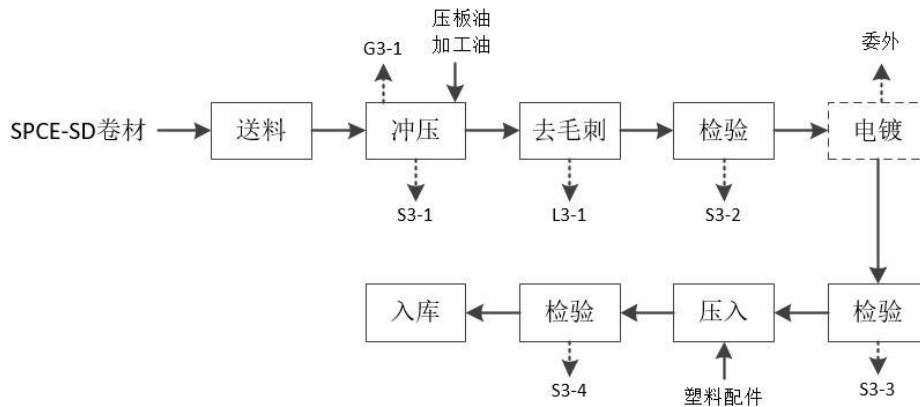 压板油
加工油
G3-1
委外
SPCE-SD卷材
送料
冲压
去毛刺
检验
电镀
S3-1
L3-1
S3-2
入库
检验
压入
检验
S3-4
塑料配件
S3-3